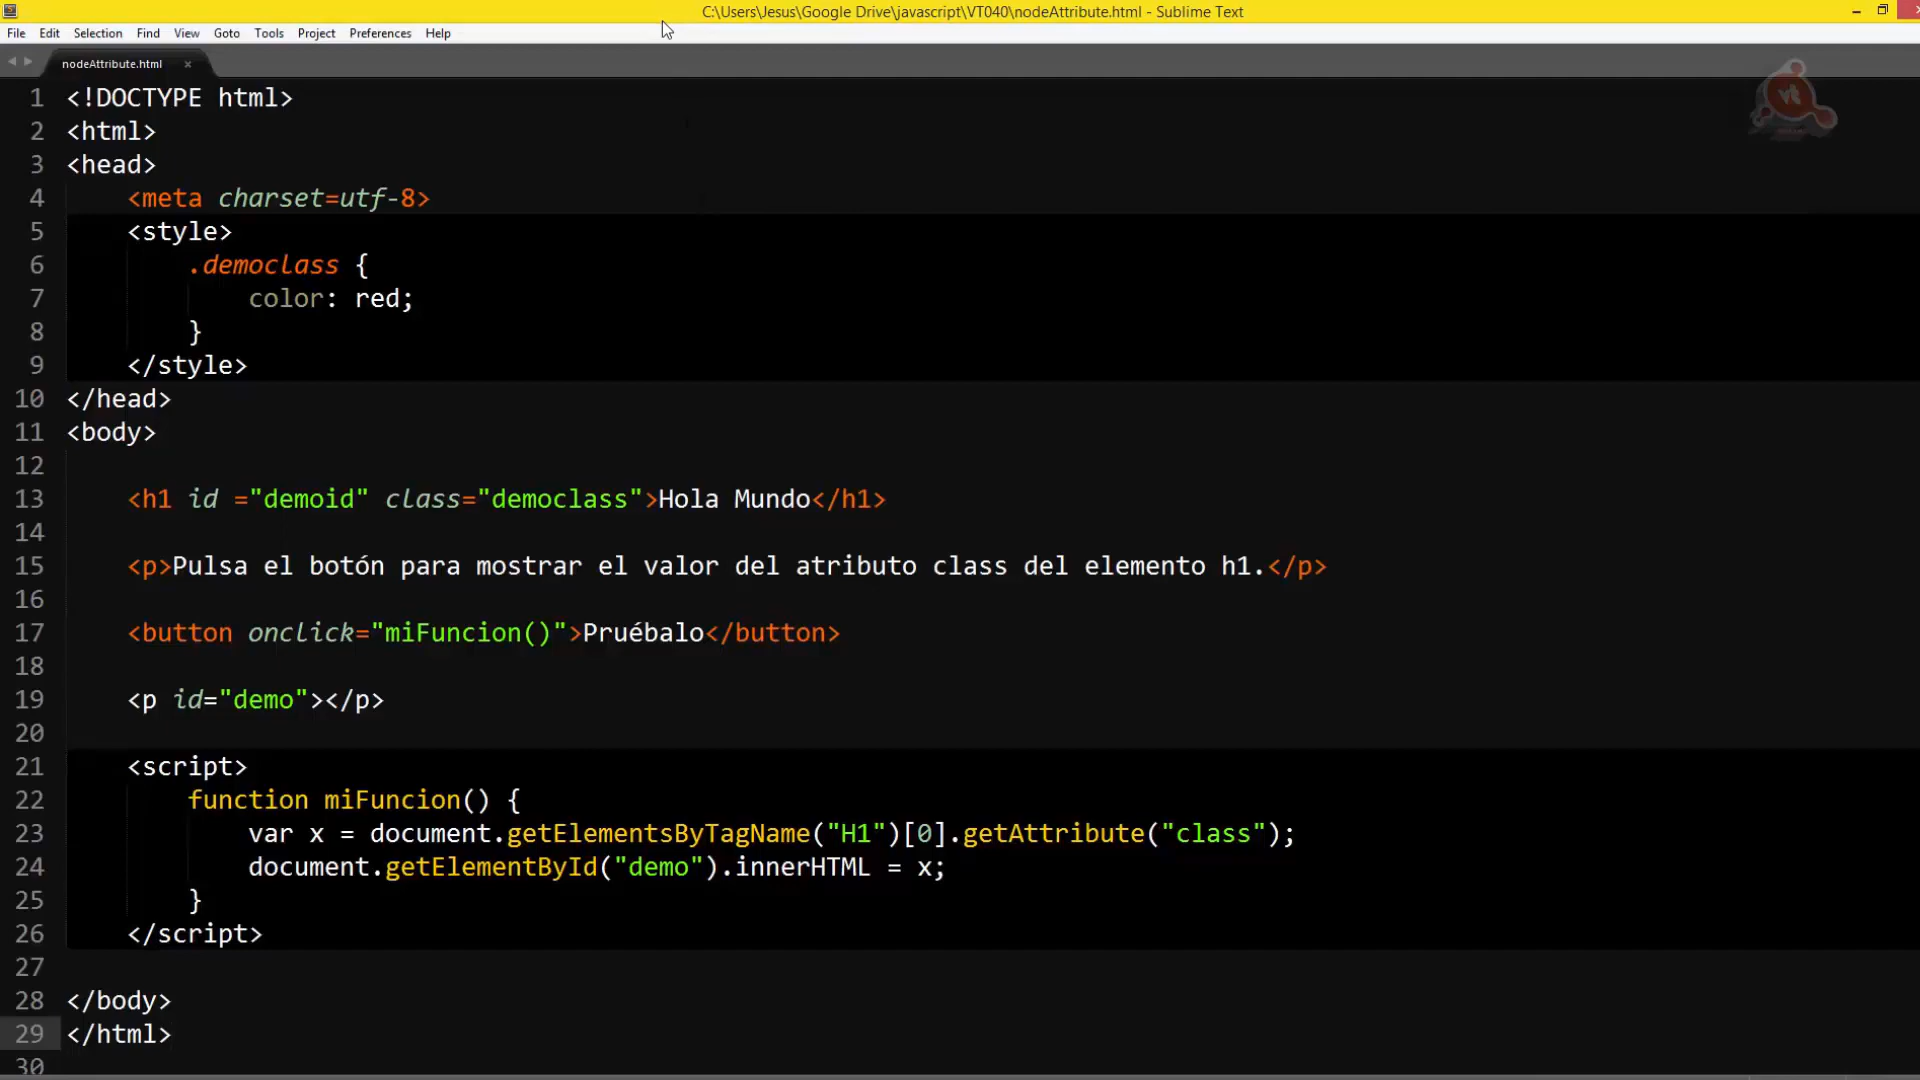 C:\Users\Jesus\Google Drive\javascript\VT040\nodeAttribute.html - Sublime Text
File Edit Selection Find View Goto Tools Project Preferences Help
nodeAttribute.html ×
1 <!DOCTYPE html>
2 <html>
3 <head>
4     <meta charset=utf-8>
5     <style>
6         .democlass {
7             color: red;
8         }
9     </style>
10 </head>
11 <body>
12
13     <h1 id ="demoid" class="democlass">Hola Mundo</h1>
14
15     <p>Pulsa el botón para mostrar el valor del atributo class del elemento h1.</p>
16
17     <button onclick="miFuncion()">Pruébalo</button>
18
19     <p id="demo"></p>
20
21     <script>
22         function miFuncion() {
23             var x = document.getElementsByTagName("H1")[0].getAttribute("class");
24             document.getElementById("demo").innerHTML = x;
25         }
26     </script>
27
28 </body>
29 </html>
30
vt